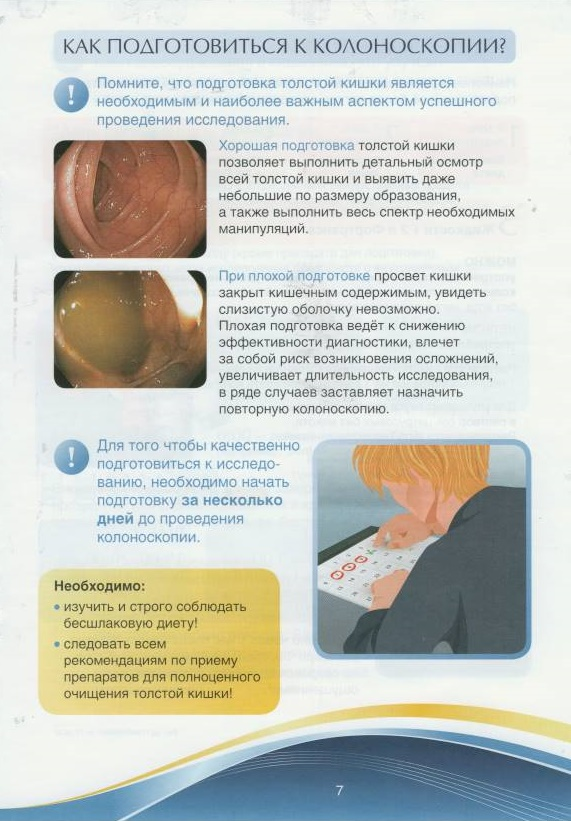 КАК ПОДГОТОВИТЬСЯ К КОЛОНОСКОПИИ?
! Помните, что подготовка толстой кишки является
необходимым и наиболее важным аспектом успешного
проведения исследования.
Хорошая подготовка толстой кишки
позволяет выполнить детальный осмотр
всей толстой кишки и выявить даже
небольшие по размеру образования,
а также выполнить весь спектр необходимых
манипуляций.
При плохой подготовке просвет кишки
закрыт кишечным содержимым, увидеть
слизистую оболочку невозможно.
Плохая подготовка ведёт к снижению
эффективности диагностики, влечет
за собой риск возникновения осложнений,
увеличивает длительность исследования,
в ряде случаев заставляет назначить
повторную колоноскопию.
! Для того чтобы качественно
подготовиться к исследо-
ванию, необходимо начать
подготовку за несколько
дней до проведения
колоноскопии.
Необходимо:
• изучить и строго соблюдать
бесшлаковую диету!
• следовать всем
рекомендациям по приему
препаратов для полноценного
очищения толстой кишки!
7